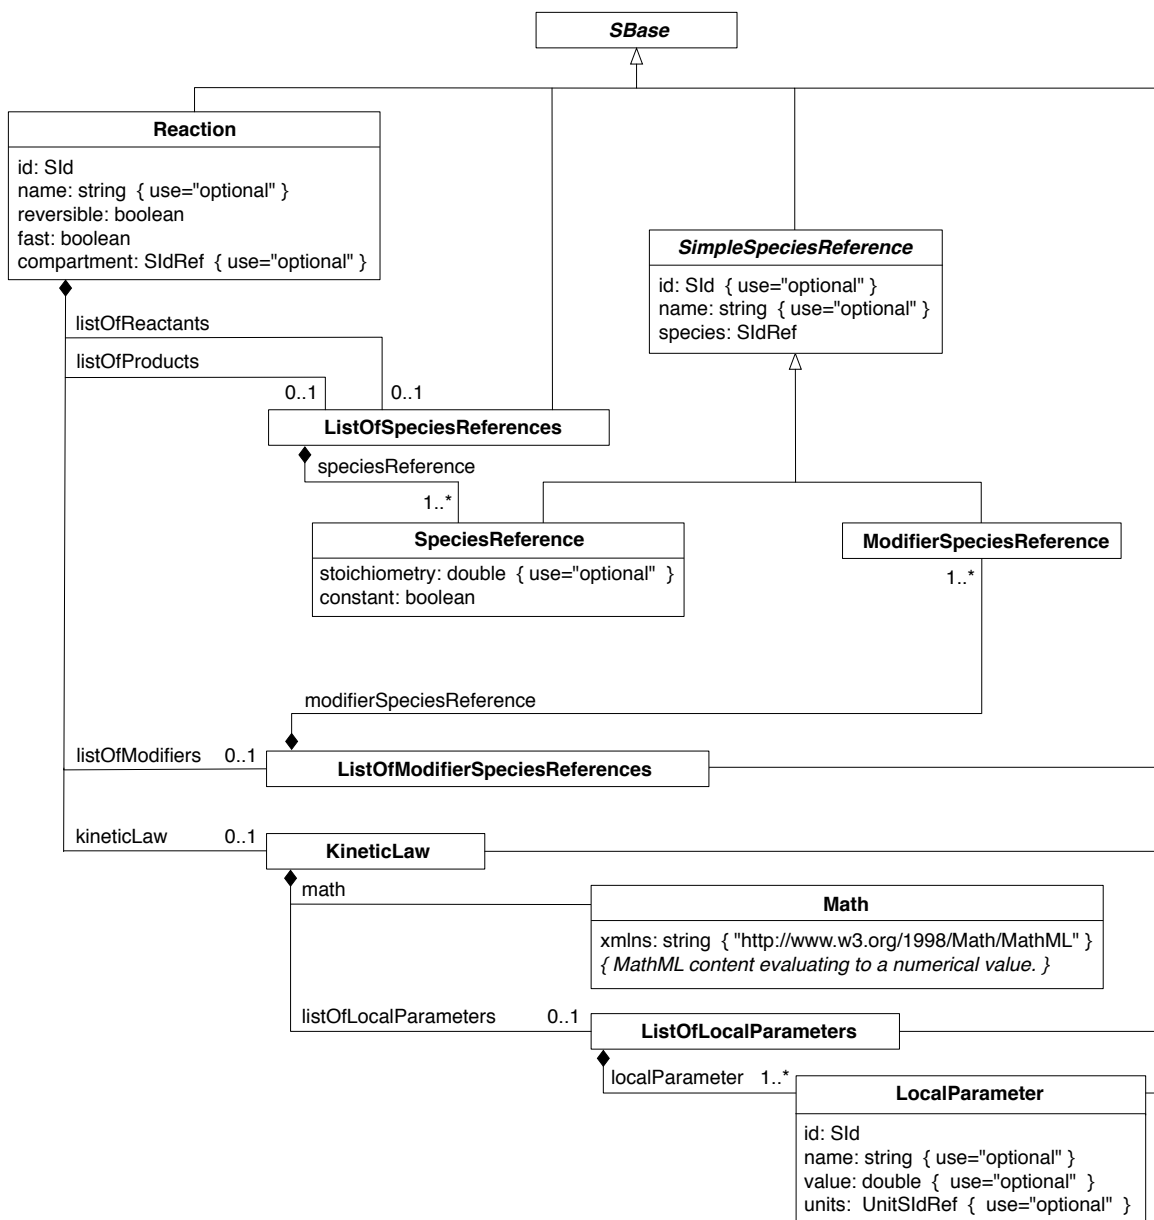 SBase
Reaction
id: SId
name: string { use="optional" }
reversible: boolean
fast: boolean
compartment: SIdRef { use="optional" }
SimpleSpeciesReference
id: SId { use="optional" }
name: string { use="optional" }
species: SIdRef
listOfReactants
listOfProducts
0..1
0..1
ListOfSpeciesReferences
speciesReference
1..*
SpeciesReference
stoichiometry: double { use="optional" }
constant: boolean
ModifierSpeciesReference
1..*
modifierSpeciesReference
listOfModifiers 0..1
ListOfModifierSpeciesReferences
kineticLaw 0..1
KineticLaw
math
Math
xmlns: string { "http://www.w3.org/1998/Math/MathML" }
{ MathML content evaluating to a numerical value. }
listOfLocalParameters 0..1
ListOfLocalParameters
localParameter 1..*
LocalParameter
id: SId
name: string { use="optional" }
value: double { use="optional" }
units: UnitSIdRef { use="optional" }